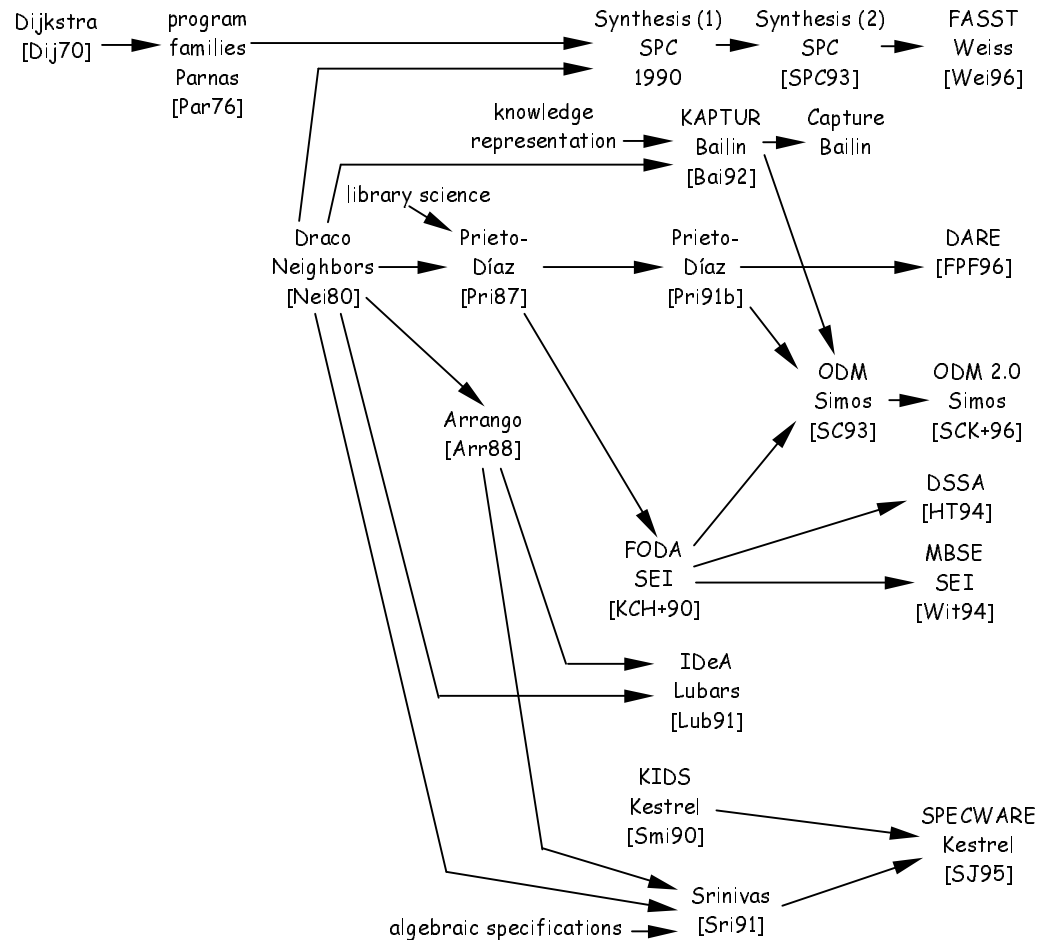 Dijkstra
[Dij70]
program
families
Parnas
[Par76]
Synthesis (1)
SPC
1990
Synthesis (2)
SPC
[SPC93]
FASST
Weiss
[Wei96]
knowledge
representation
KAPTUR
Bailin
[Bai92]
Capture
Bailin
library science
Draco
Neighbors
[Nei80]
Prieto-
Díaz
[Pri87]
Prieto-
Díaz
[Pri91b]
DARE
[FPF96]
ODM
Simos
[SC93]
ODM 2.0
Simos
[SCK+96]
Arrango
[Arr88]
DSSA
[HT94]
FODA
SEI
[KCH+90]
MBSE
SEI
[Wit94]
IDeA
Lubars
[Lub91]
KIDS
Kestrel
[Smi90]
SPECWARE
Kestrel
[SJ95]
Srinivas
[Sri91]
algebraic specifications